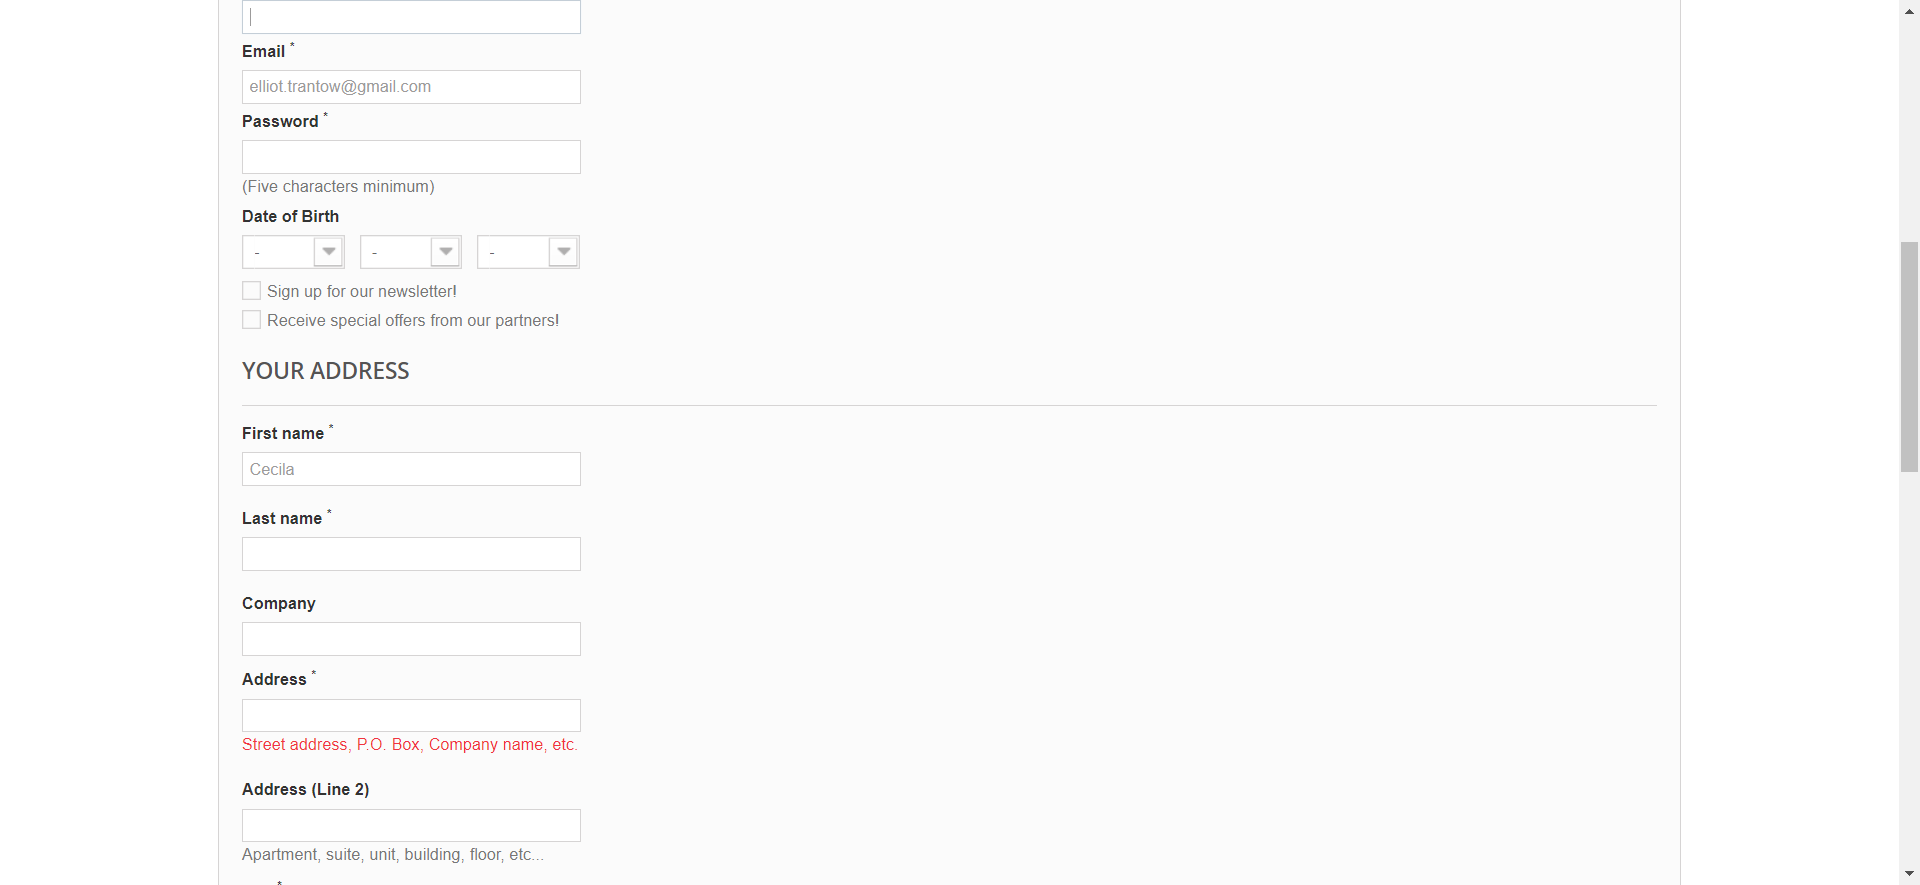 Email *
elliot.trantow@gmail.com
Password *
(Five characters minimum)
Date of Birth
- - -
Sign up for our newsletter!
Receive special offers from our partners!
YOUR ADDRESS
First name *
Cecila
Last name *
Company
Address *
Street address, P.O. Box, Company name, etc.
Address (Line 2)
Apartment, suite, unit, building, floor, etc...
*